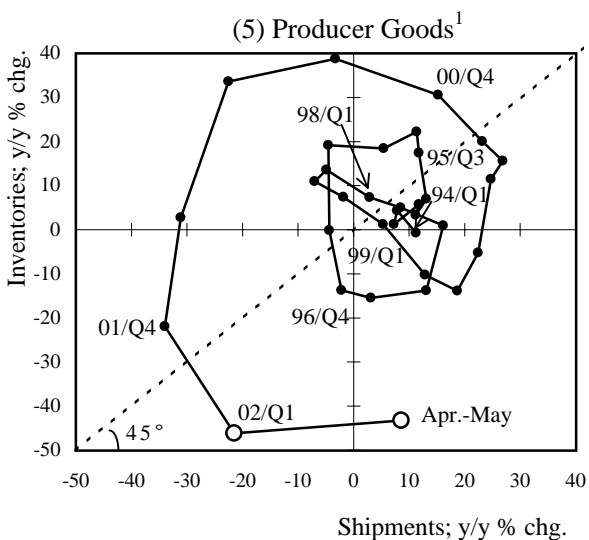 (5) Producer Goods1
Inventories; y/y % chg.
40
30
20
10
0
-10
-20
-30
-40
-50
00/Q4
98/Q1
95/Q3
94/Q1
99/Q1
96/Q4
01/Q4
02/Q1
Apr.-May
45°
-50 -40 -30 -20 -10 0 10 20 30 40
Shipments; y/y % chg.